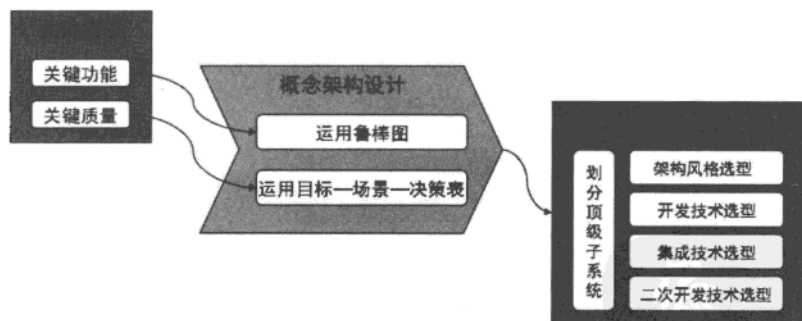 关键功能
关键质量
概念架构设计
运用鲁棒图
运用目标—场景—决策表
划分顶级子系统
架构风格选型
开发技术选型
集成技术选型
二次开发技术选型